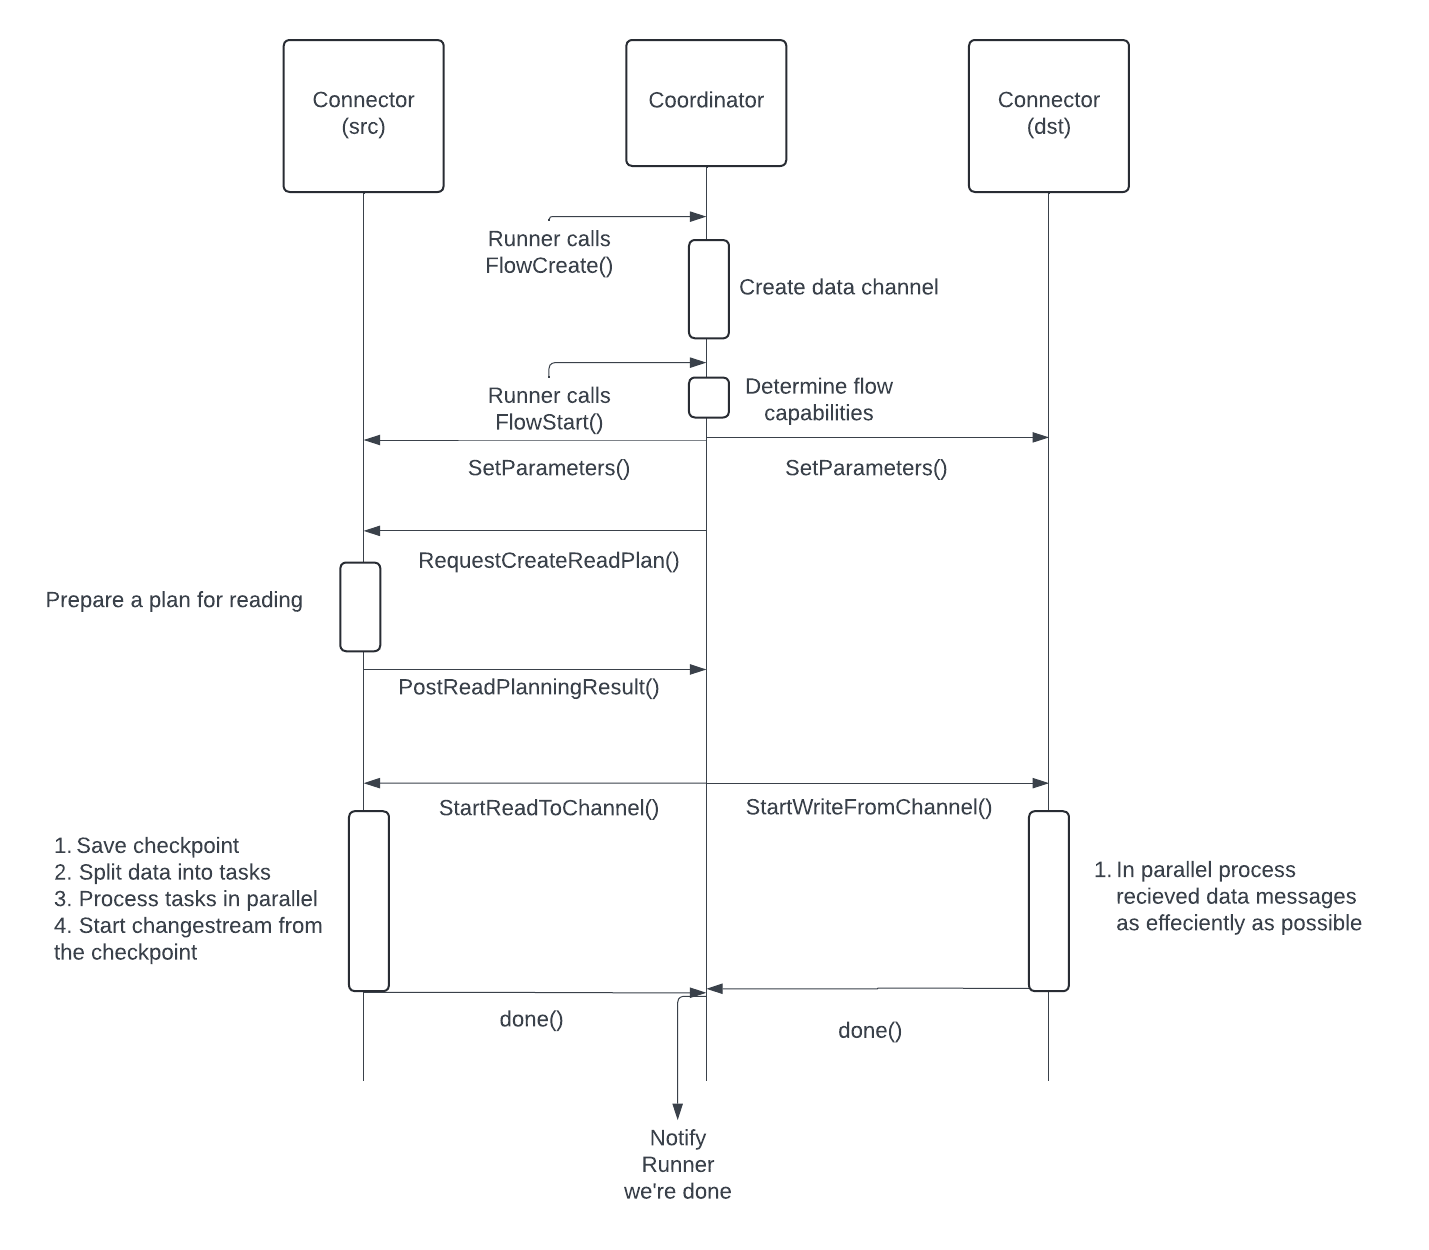 Connector
(src)
Coordinator
Connector
(dst)
Runner calls
FlowCreate()
Create data channel
Runner calls
FlowStart()
Determine flow
capabilities
SetParameters()
SetParameters()
RequestCreateReadPlan()
Prepare a plan for reading
PostReadPlanningResult()
StartReadToChannel()
StartWriteFromChannel()
1. Save checkpoint
2. Split data into tasks
3. Process tasks in parallel
4. Start changestream from
the checkpoint
1. In parallel process
recieved data messages
as effeciently as possible
done()
done()
Notify
Runner
we're done